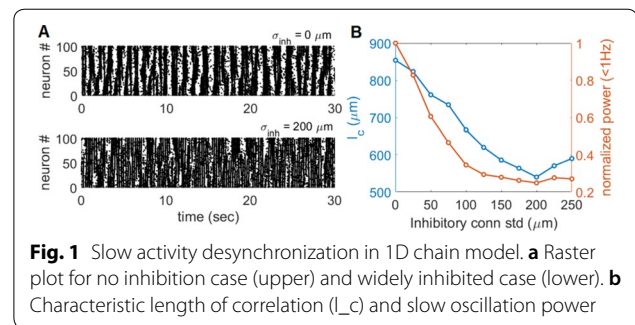 A
σ_inh = 0 μm
neuron #
100
50
0
0 10 20 30
σ_inh = 200 μm
neuron #
100
50
0
0 10 20 30
time (sec)
B
900
800
700
600
500
l_c (μm)
1
0.8
0.6
0.4
0.2
normalized power (<1Hz)
0 50 100 150 200 250
Inhibitory conn std (μm)
Fig. 1 Slow activity desynchronization in 1D chain model. a Raster
plot for no inhibition case (upper) and widely inhibited case (lower). b
Characteristic length of correlation (l_c) and slow oscillation power